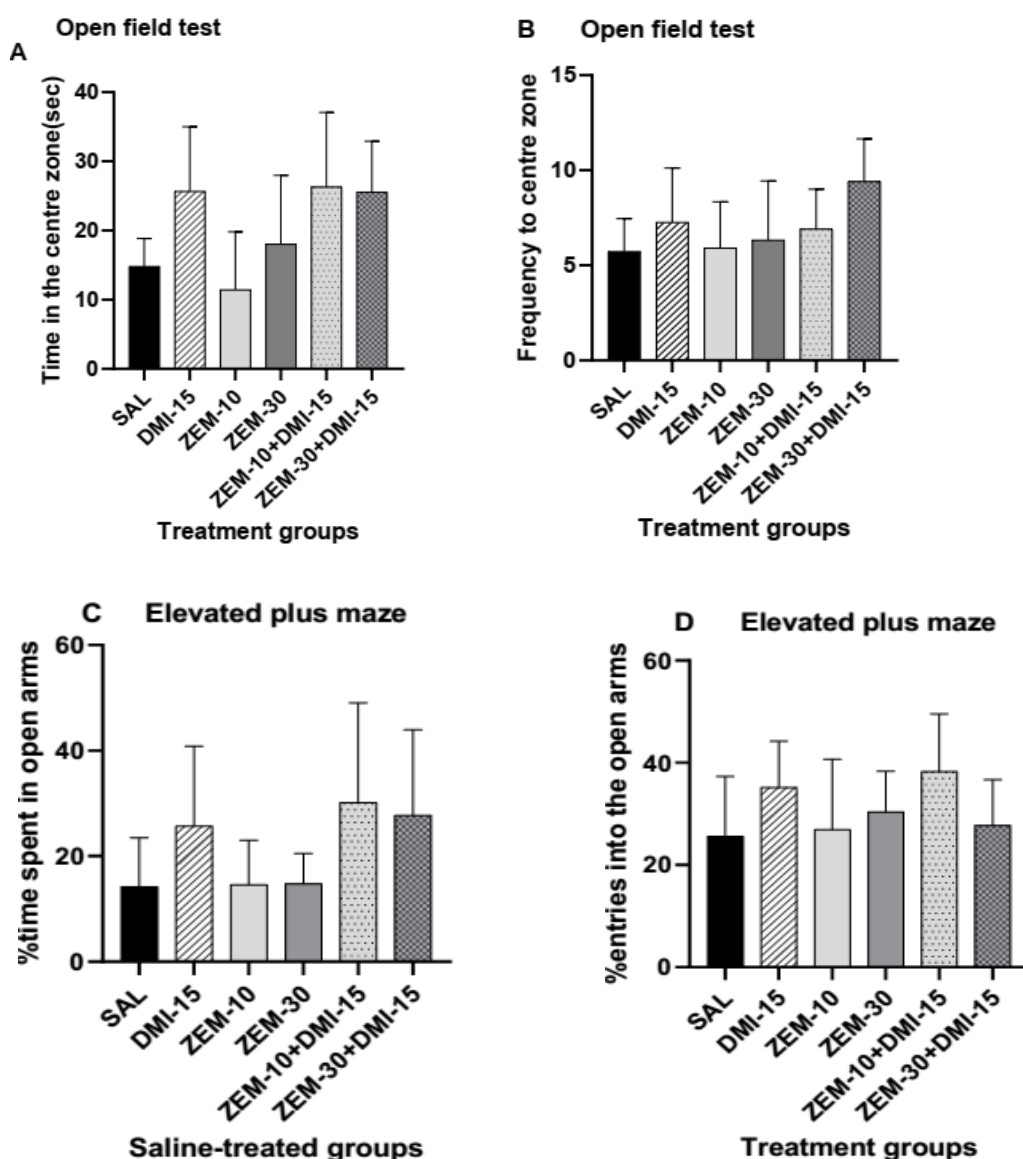 Open field test
A
Time in the centre zone(sec)
40
30
20
10
0
SAL
DMI-15
ZEM-10
ZEM-30
ZEM-10+DMI-15
ZEM-30+DMI-15
Treatment groups
B Open field test
Frequency to centre zone
15
10
5
0
SAL
DMI-15
ZEM-10
ZEM-30
ZEM-10+DMI-15
ZEM-30+DMI-15
Treatment groups
C Elevated plus maze
%time spent in open arms
60
40
20
0
SAL
DMI-15
ZEM-10
ZEM-30
ZEM-10+DMI-15
ZEM-30+DMI-15
Saline-treated groups
D Elevated plus maze
%entries into the open arms
60
40
20
0
SAL
DMI-15
ZEM-10
ZEM-30
ZEM-10+DMI-15
ZEM-30+DMI-15
Treatment groups